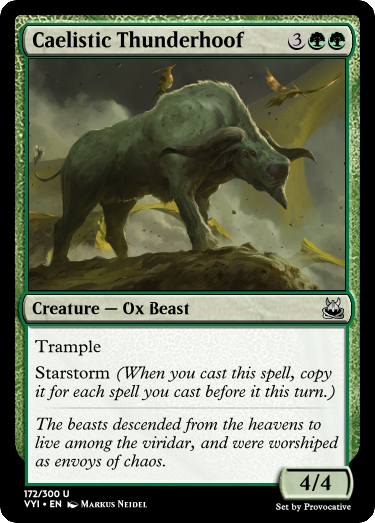 Caelistic Thunderhoof 3
Creature — Ox Beast
Trample
Starstorm (When you cast this spell, copy
it for each spell you cast before it this turn.)
The beasts descended from the heavens to
live among the viridar, and were worshiped
as envoys of chaos.
4/4
172/300 U
VYI • EN Markus Neidel
Set by Provocative